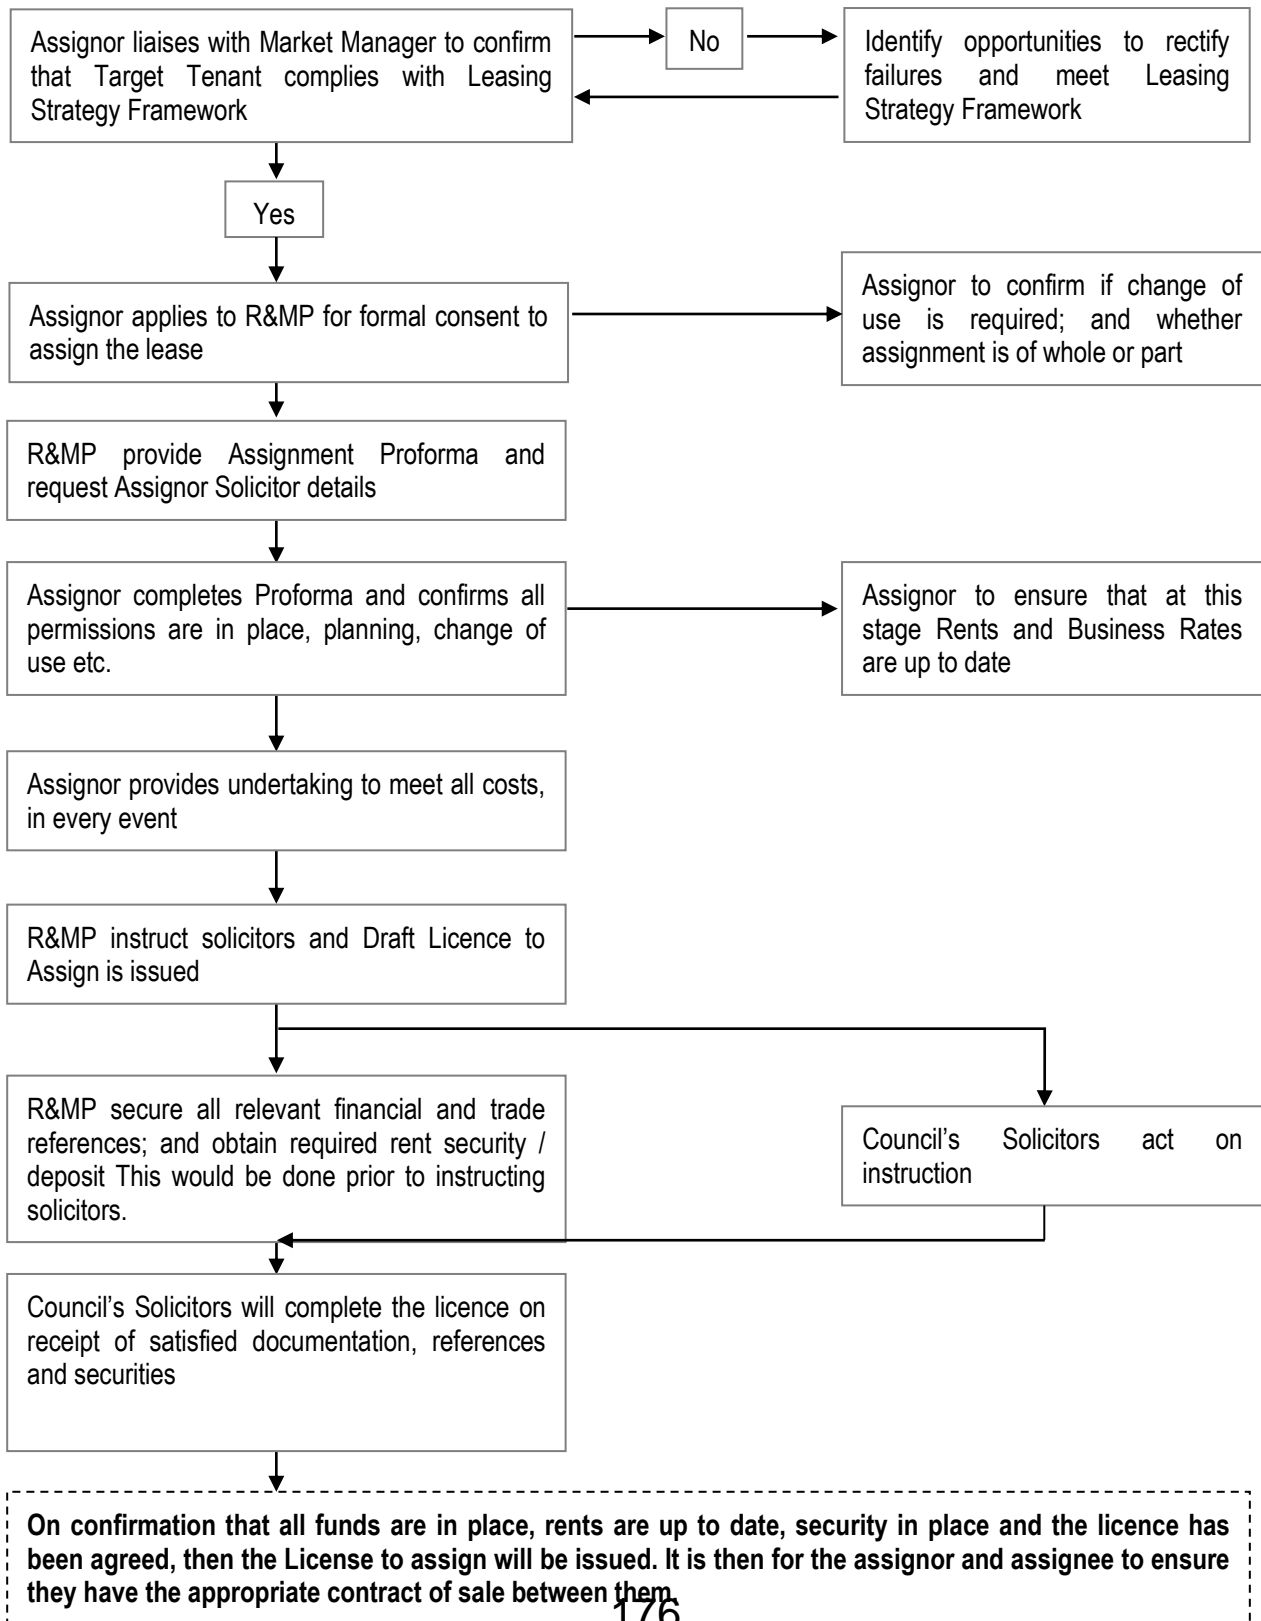 Assignor liaises with Market Manager to confirm
that Target Tenant complies with Leasing
Strategy Framework
No
Identify opportunities to rectify
failures and meet Leasing
Strategy Framework
Yes
Assignor applies to R&MP for formal consent to
assign the lease
Assignor to confirm if change of
use is required; and whether
assignment is of whole or part
R&MP provide Assignment Proforma and
request Assignor Solicitor details
Assignor completes Proforma and confirms all
permissions are in place, planning, change of
use etc.
Assignor to ensure that at this
stage Rents and Business Rates
are up to date
Assignor provides undertaking to meet all costs,
in every event
R&MP instruct solicitors and Draft Licence to
Assign is issued
R&MP secure all relevant financial and trade
references; and obtain required rent security /
deposit This would be done prior to instructing
solicitors.
Council's Solicitors act on
instruction
Council's Solicitors will complete the licence on
receipt of satisfied documentation, references
and securities
On confirmation that all funds are in place, rents are up to date, security in place and the licence has
been agreed, then the License to assign will be issued. It is then for the assignor and assignee to ensure
they have the appropriate contract of sale between them.
176